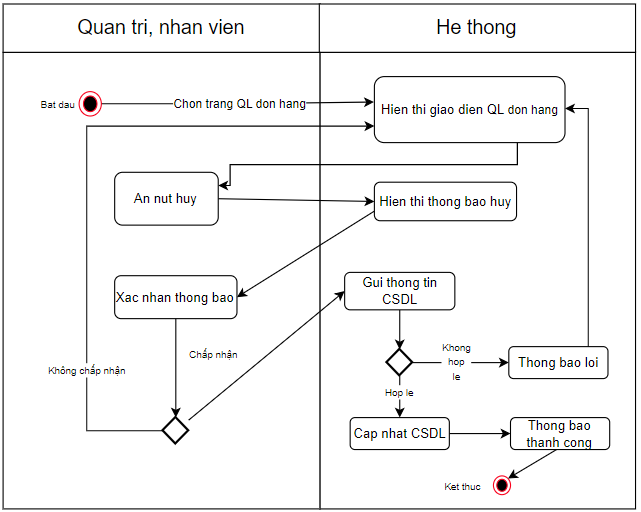 Quan tri, nhan vien
He thong
Bat dau
Chon trang QL don hang
Hien thi giao dien QL don hang
An nut huy
Hien thi thong bao huy
Xac nhan thong bao
Gui thong tin
CSDL
Chấp nhận
Không chấp nhận
Khong
hop
le
Thong bao loi
Hop le
Cap nhat CSDL
Thong bao
thanh cong
Ket thuc